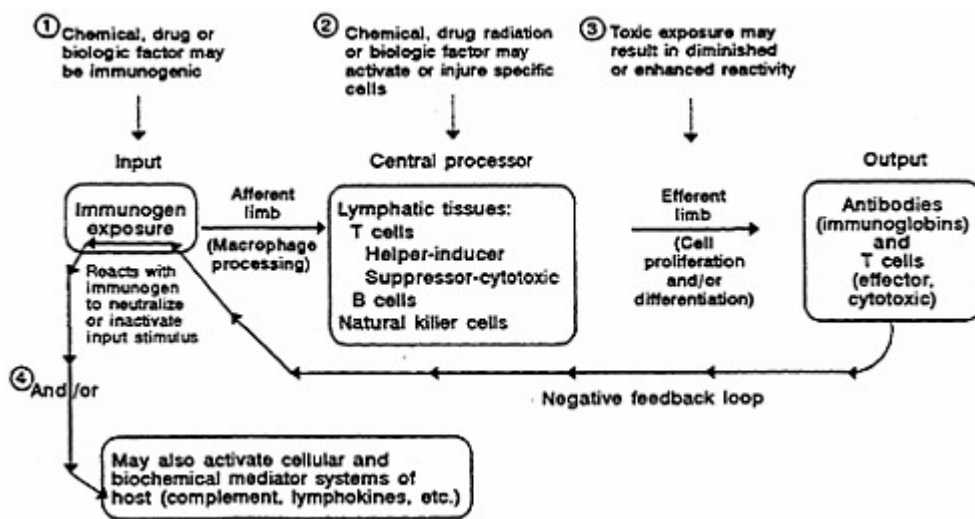 ① Chemical, drug or
biologic factor may
be immunogenic
② Chemical, drug radiation
or biologic factor may
activate or injure specific
cells
③ Toxic exposure may
result in diminished
or enhanced reactivity
Input
Immunogen
exposure
Afferent
limb
(Macrophage
processing)
Central processor
Lymphatic tissues:
T cells
Helper-inducer
Suppressor-cytotoxic
B cells
Natural killer cells
Efferent
limb
(Cell
proliferation
and/or
differentiation)
Output
Antibodies
(immunoglobins)
and
T cells
(effector,
cytotoxic)
Reacts with
immunogen
to neutralize
or inactivate
input stimulus
Negative feedback loop
④ And/or
May also activate cellular and
biochemical mediator systems of
host (complement, lymphokines, etc.)